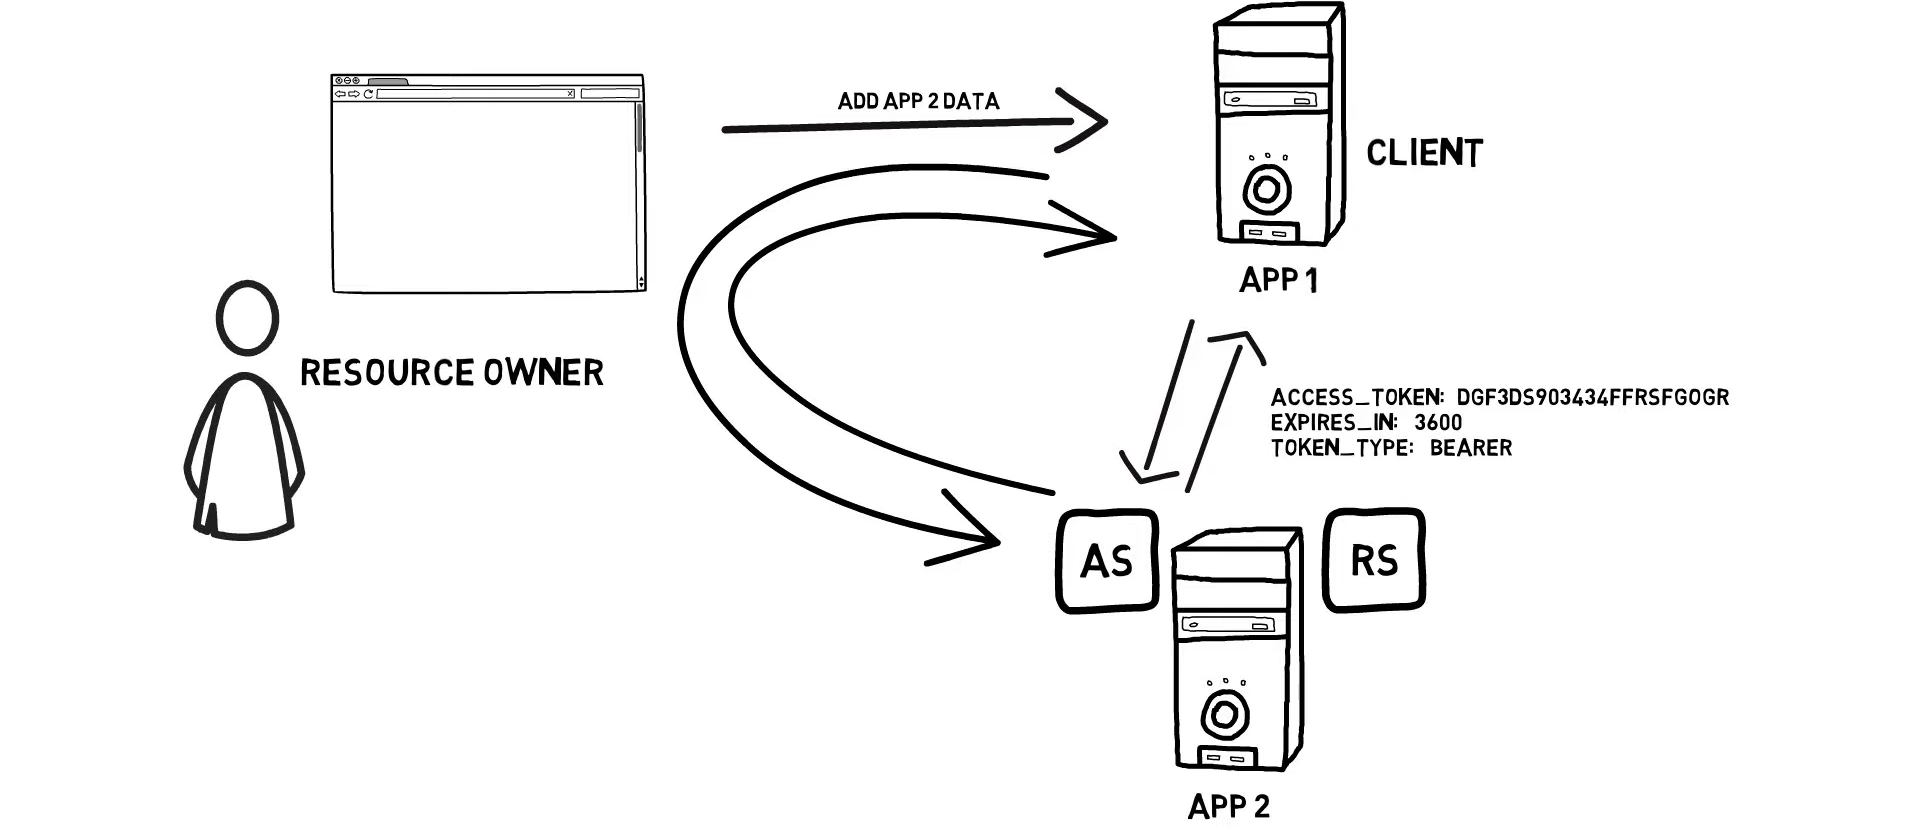 ADD APP 2 DATA
CLIENT
APP 1
RESOURCE OWNER
ACCESS_TOKEN: DGF3DS903434FFRSFGOGR
EXPIRES_IN: 3600
TOKEN_TYPE: BEARER
AS
RS
APP 2